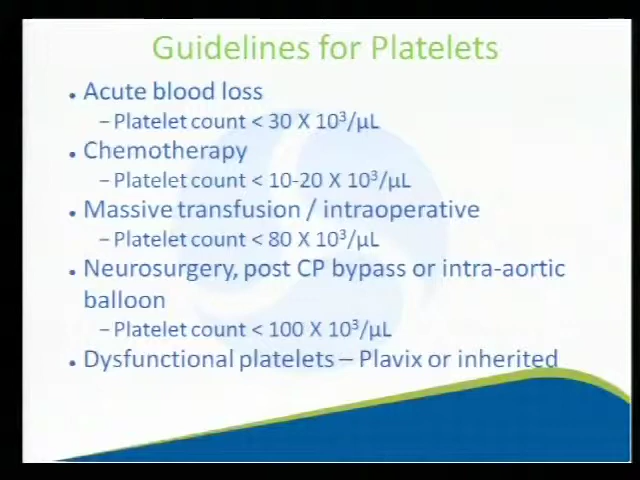 Guidelines for Platelets
• Acute blood loss
– Platelet count < 30 X 10³/µL
• Chemotherapy
– Platelet count < 10-20 X 10³/µL
• Massive transfusion / intraoperative
– Platelet count < 80 X 10³/µL
• Neurosurgery, post CP bypass or intra-aortic
balloon
– Platelet count < 100 X 10³/µL
• Dysfunctional platelets – Plavix or inherited